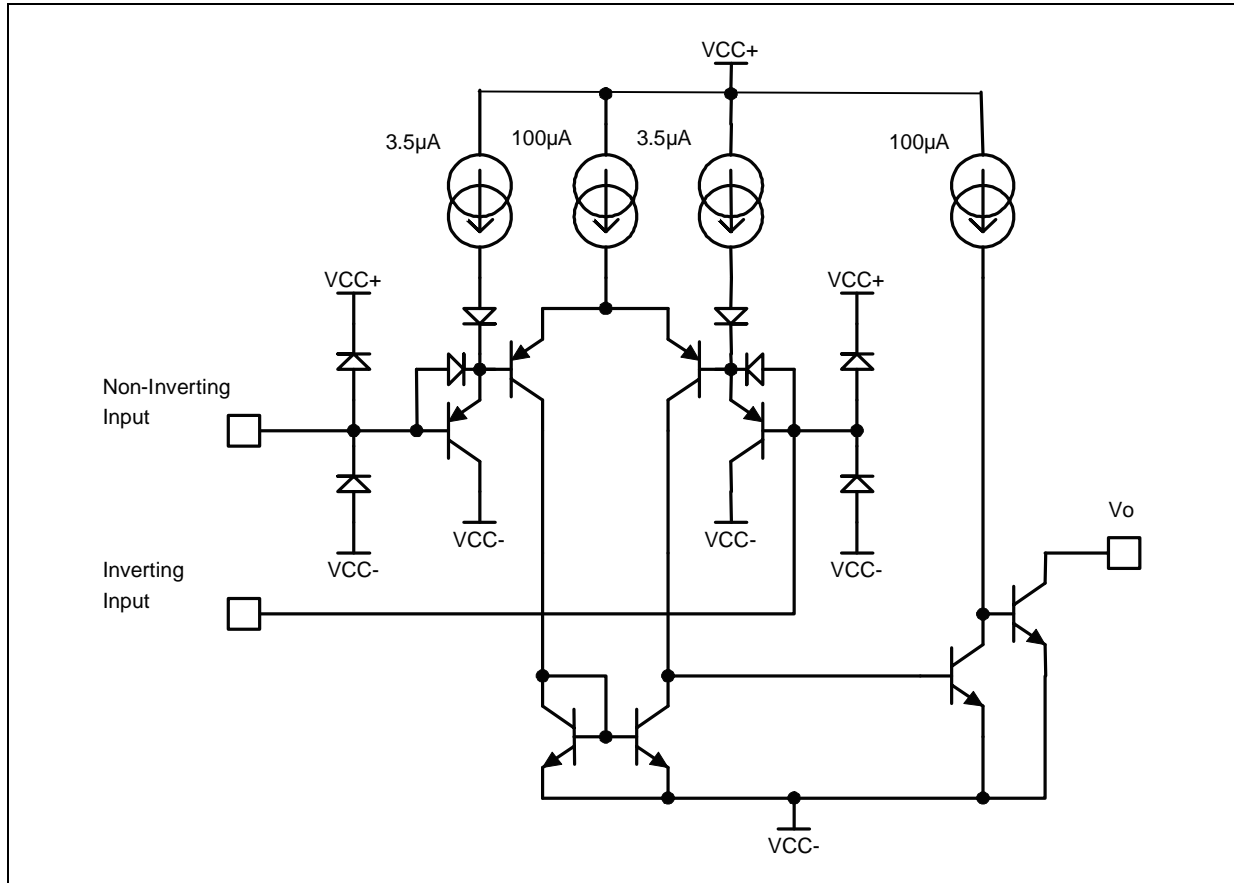 VCC+
3.5µA
100µA
3.5µA
100µA
VCC+
VCC+
Non-Inverting
Input
VCC-
VCC-
VCC-
VCC-
Vo
Inverting
Input
VCC-